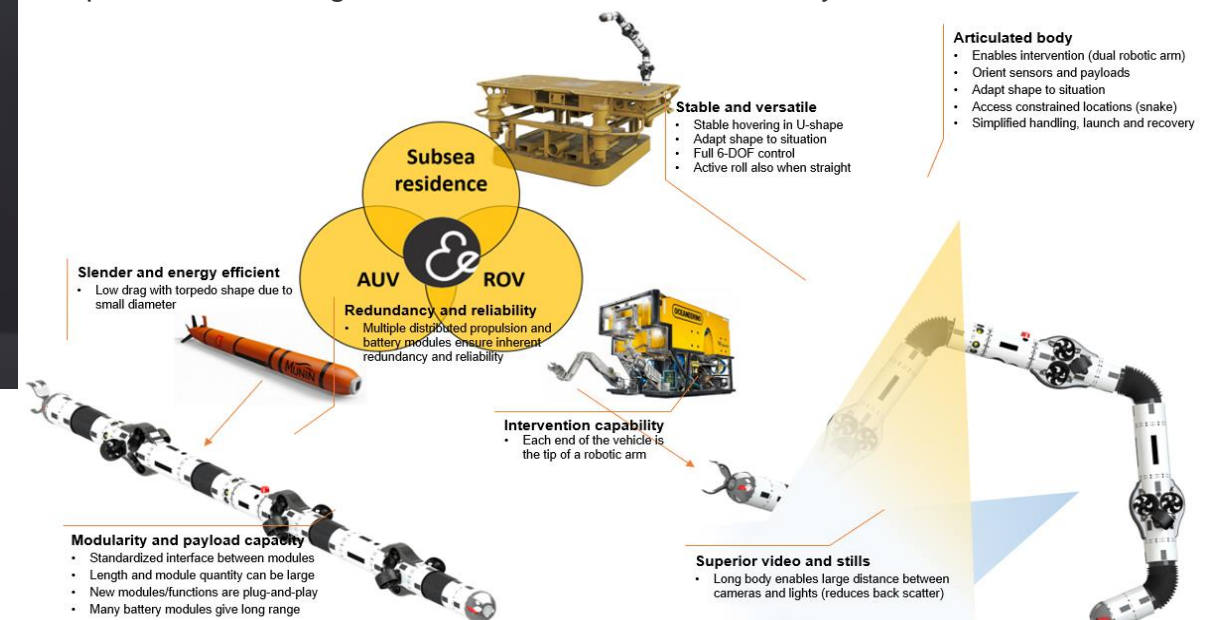 Articulated body
• Enables intervention (dual robotic arm)
• Orient sensors and payloads
• Adapt shape to situation
• Access constrained locations (snake)
• Simplified handling, launch and recovery
Stable and versatile
• Stable hovering in U-shape
• Adapt shape to situation
• Full 6-DOF control
• Active roll also when straight
Subsea
residence
AUV
ROV
Slender and energy efficient
• Low drag with torpedo shape due to
small diameter
MUNIN
Redundancy and reliability
• Multiple distributed propulsion and
battery modules ensure inherent
redundancy and reliability
OCEANEERING
Intervention capability
• Each end of the vehicle is
the tip of a robotic arm
Modularity and payload capacity
• Standardized interface between modules
• Length and module quantity can be large
• New modules/functions are plug-and-play
• Many battery modules give long range
Superior video and stills
• Long body enables large distance between
cameras and lights (reduces back scatter)